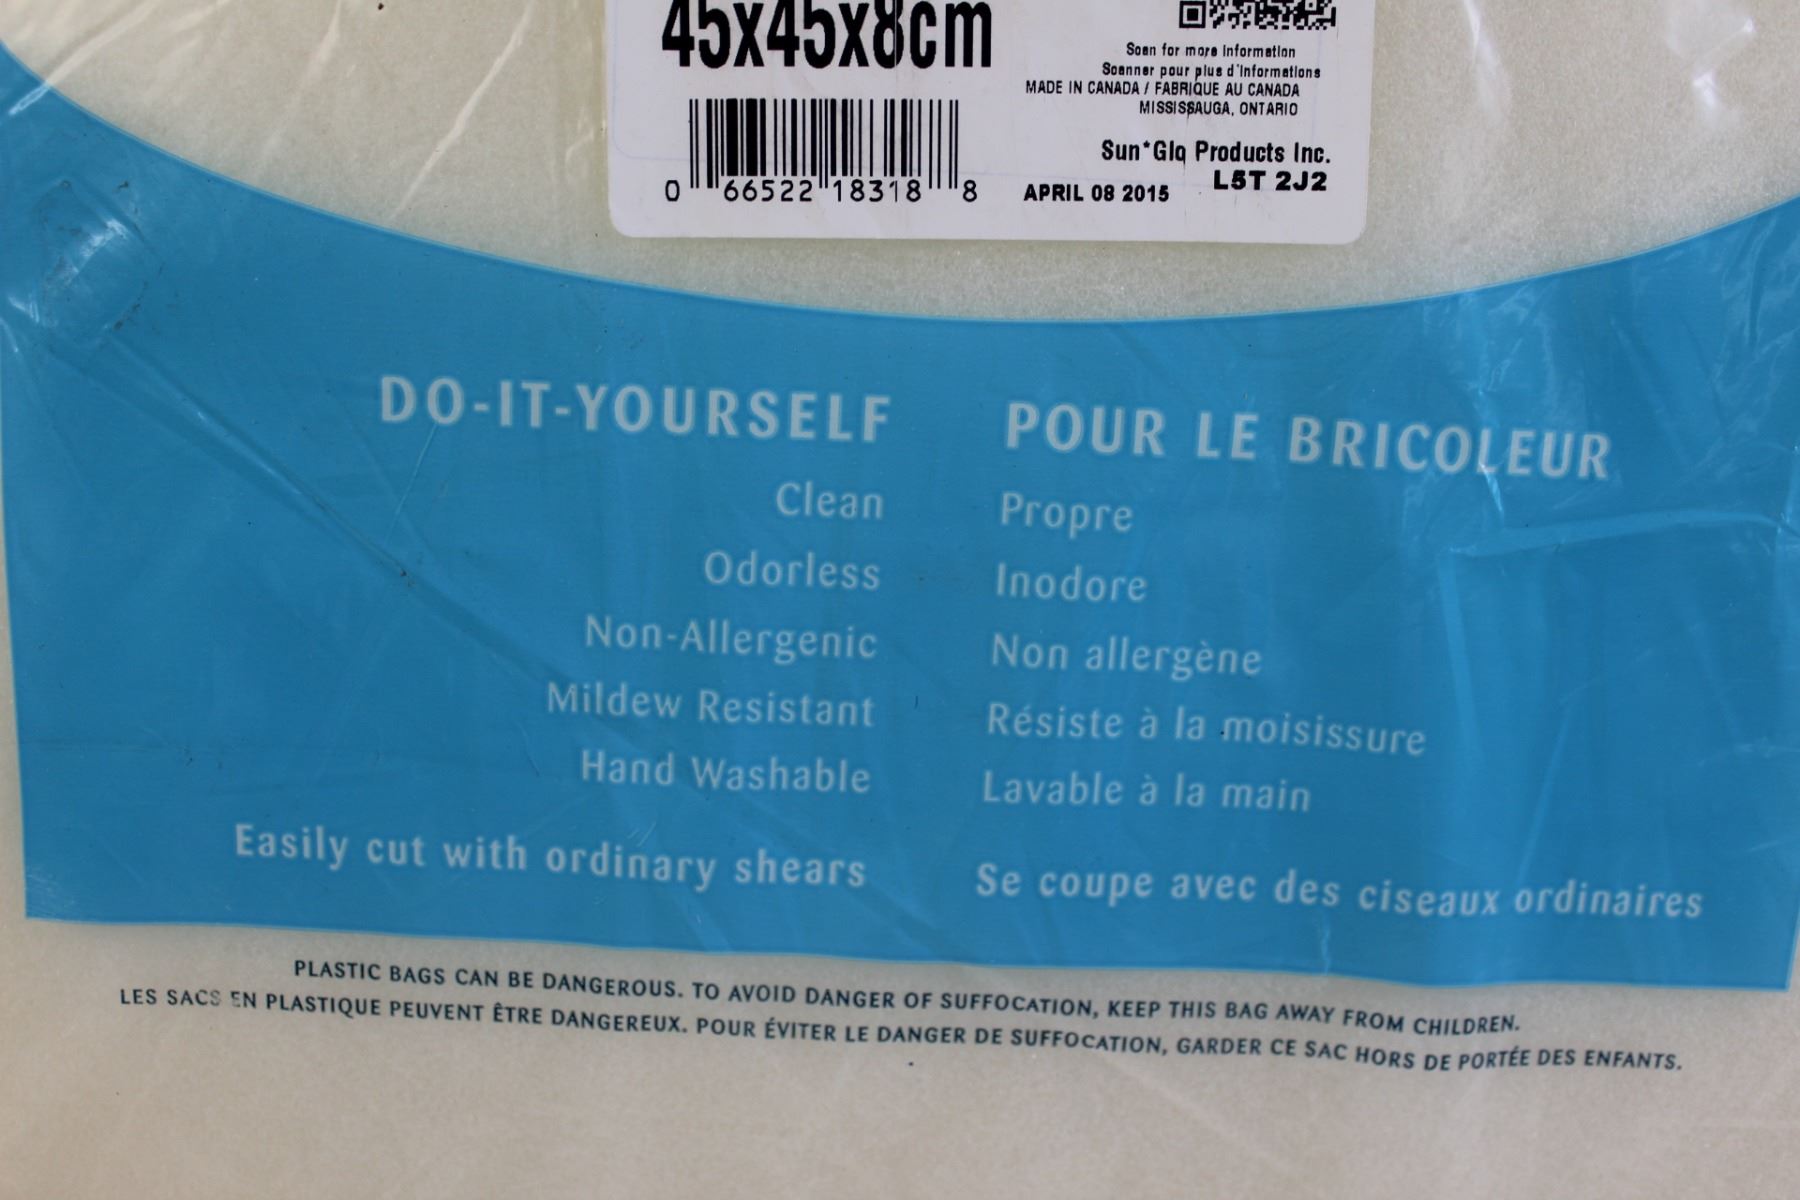 45x45x8cm
Scan for more Information
Scanner pour plus d'Informations
MADE IN CANADA / FABRIQUE AU CANADA
MISSISSAUGA, ONTARIO
Sun*Glo Products Inc.
L5T 2J2
0 66522 18318 8
APRIL 08 2015
DO-IT-YOURSELF
Clean
Odorless
Non-Allergenic
Mildew Resistant
Hand Washable
Easily cut with ordinary shears
POUR LE BRICOLEUR
Propre
Inodore
Non allergène
Résiste à la moisissure
Lavable à la main
Se coupe avec des ciseaux ordinaires
PLASTIC BAGS CAN BE DANGEROUS. TO AVOID DANGER OF SUFFOCATION, KEEP THIS BAG AWAY FROM CHILDREN.
LES SACS EN PLASTIQUE PEUVENT ÊTRE DANGEREUX. POUR ÉVITER LE DANGER DE SUFFOCATION, GARDER CE SAC HORS DE PORTÉE DES ENFANTS.